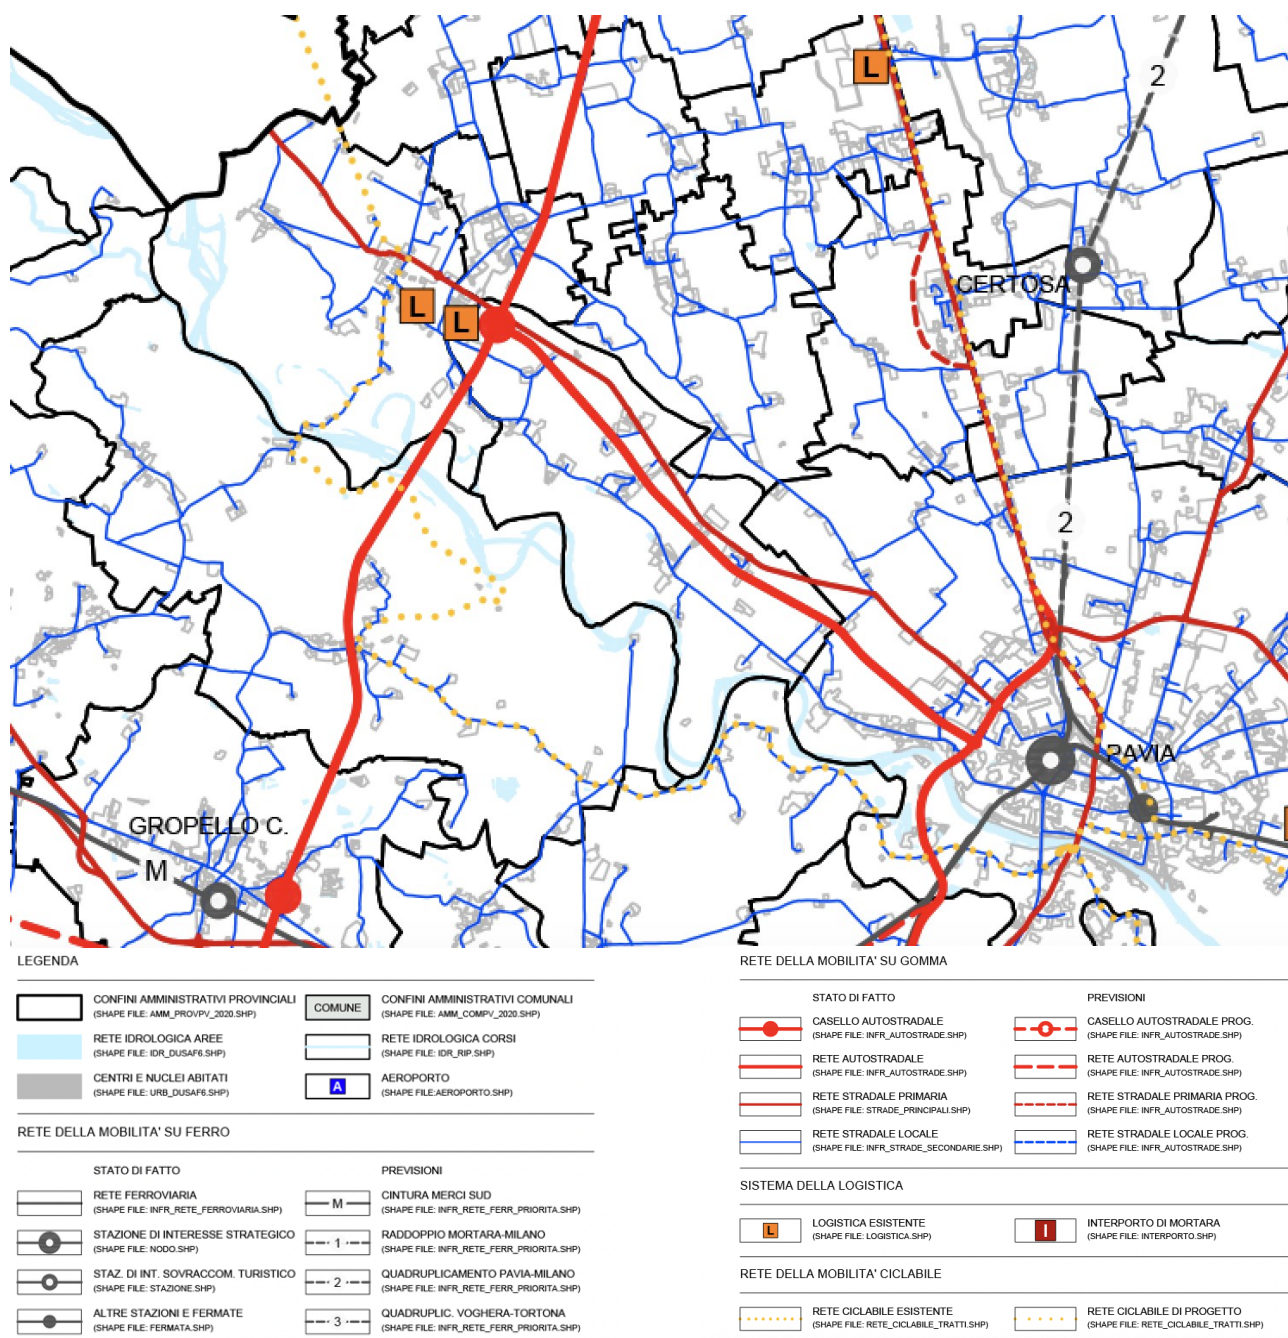 L
2
CERTOSA
L
L
2
PAVIA
GROPELLO C.
M
LEGENDA
CONFINI AMMINISTRATIVI PROVINCIALI
(SHAPE FILE: AMM_PROVPV_2020.SHP)
COMUNE
CONFINI AMMINISTRATIVI COMUNALI
(SHAPE FILE: AMM_COMPV_2020.SHP)
RETE IDROLOGICA AREE
(SHAPE FILE: IDR_DUSAF6.SHP)
RETE IDROLOGICA CORSI
(SHAPE FILE: IDR_RIP.SHP)
CENTRI E NUCLEI ABITATI
(SHAPE FILE: URB_DUSAF6.SHP)
A
AEROPORTO
(SHAPE FILE:AEROPORTO.SHP)
RETE DELLA MOBILITA' SU FERRO
STATO DI FATTO
PREVISIONI
RETE FERROVIARIA
(SHAPE FILE: INFR_RETE_FERROVIARIA.SHP)
M
CINTURA MERCI SUD
(SHAPE FILE: INFR_RETE_FERR_PRIORITA.SHP)
STAZIONE DI INTERESSE STRATEGICO
(SHAPE FILE: NODO.SHP)
1
RADDOPPIO MORTARA-MILANO
(SHAPE FILE: INFR_RETE_FERR_PRIORITA.SHP)
STAZ. DI INT. SOVRACCOM. TURISTICO
(SHAPE FILE: STAZIONE.SHP)
2
QUADRUPLICAMENTO PAVIA-MILANO
(SHAPE FILE: INFR_RETE_FERR_PRIORITA.SHP)
ALTRE STAZIONI E FERMATE
(SHAPE FILE: FERMATA.SHP)
3
QUADRUPLIC. VOGHERA-TORTONA
(SHAPE FILE: INFR_RETE_FERR_PRIORITA.SHP)
RETE DELLA MOBILITA' SU GOMMA
STATO DI FATTO
PREVISIONI
CASELLO AUTOSTRADALE
(SHAPE FILE: INFR_AUTOSTRADE.SHP)
CASELLO AUTOSTRADALE PROG.
(SHAPE FILE: INFR_AUTOSTRADE.SHP)
RETE AUTOSTRADALE
(SHAPE FILE: INFR_AUTOSTRADE.SHP)
RETE AUTOSTRADALE PROG.
(SHAPE FILE: INFR_AUTOSTRADE.SHP)
RETE STRADALE PRIMARIA
(SHAPE FILE: STRADE_PRINCIPALI.SHP)
RETE STRADALE PRIMARIA PROG.
(SHAPE FILE: INFR_AUTOSTRADE.SHP)
RETE STRADALE LOCALE
(SHAPE FILE: INFR_STRADE_SECONDARIE.SHP)
RETE STRADALE LOCALE PROG.
(SHAPE FILE: INFR_AUTOSTRADE.SHP)
SISTEMA DELLA LOGISTICA
L
LOGISTICA ESISTENTE
(SHAPE FILE: LOGISTICA.SHP)
I
INTERPORTO DI MORTARA
(SHAPE FILE: INTERPORTO.SHP)
RETE DELLA MOBILITA' CICLABILE
RETE CICLABILE ESISTENTE
(SHAPE FILE: RETE_CICLABILE_TRATTI.SHP)
RETE CICLABILE DI PROGETTO
(SHAPE FILE: RETE_CICLABILE_TRATTI.SHP)